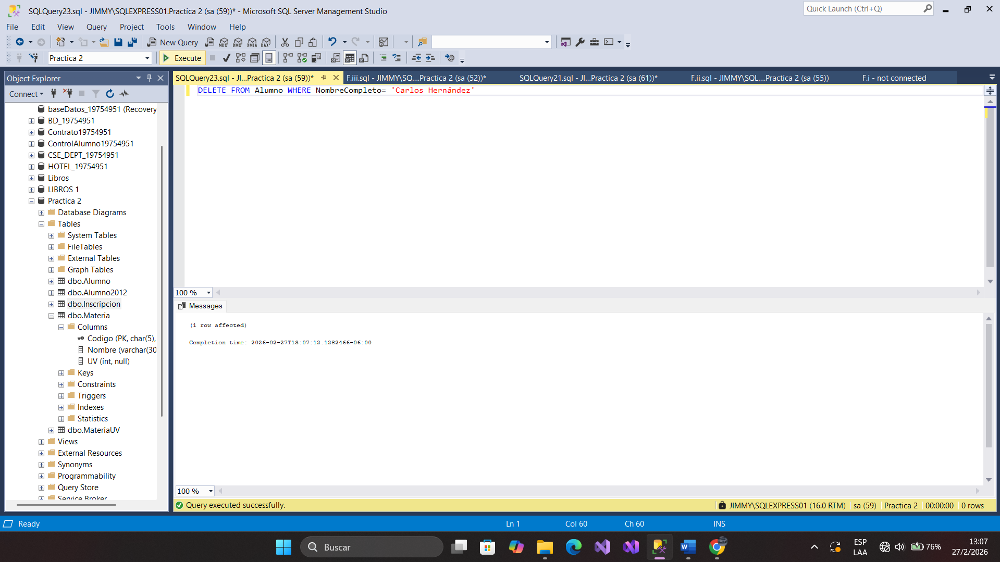 SQLQuery23.sql - JIMMY\SQLEXPRESS01.Practica 2 (sa (59))* - Microsoft SQL Server Management Studio
Quick Launch (Ctrl+Q)
File Edit View Query Project Tools Window Help
New Query MDX DMX XMLA DAX
Practica 2 Execute
Object Explorer
SQLQuery23.sql - JI...Practica 2 (sa (59))* F.iii.sql - JIMMY\SQ....Practica 2 (sa (52))* SQLQuery21.sql - JI...Practica 2 (sa (61))* F.ii.sql - JIMMY\SQL....Practica 2 (sa (55)) F.i - not connected
Connect
DELETE FROM Alumno WHERE NombreCompleto= 'Carlos Hernández'
baseDatos_19754951 (Recovery
BD_19754951
Contrato19754951
ControlAlumno19754951
CSE_DEPT_19754951
HOTEL_19754951
Libros
LIBROS 1
Practica 2
Database Diagrams
Tables
System Tables
FileTables
External Tables
Graph Tables
dbo.Alumno
dbo.Alumno2012
dbo.Inscripcion
dbo.Materia
Columns
Codigo (PK, char(5),
Nombre (varchar(30
UV (int, null)
Keys
Constraints
Triggers
Indexes
Statistics
dbo.MateriaUV
Views
External Resources
Synonyms
Programmability
Query Store
Service Broker
100 %
Messages
(1 row affected)
Completion time: 2026-02-27T13:07:12.1282466-06:00
100 %
Query executed successfully. JIMMY\SQLEXPRESS01 (16.0 RTM) sa (59) Practica 2 00:00:00 0 rows
Ready Ln 1 Col 60 Ch 60 INS
Buscar
ESP
LAA
76%
13:07
27/2/2026